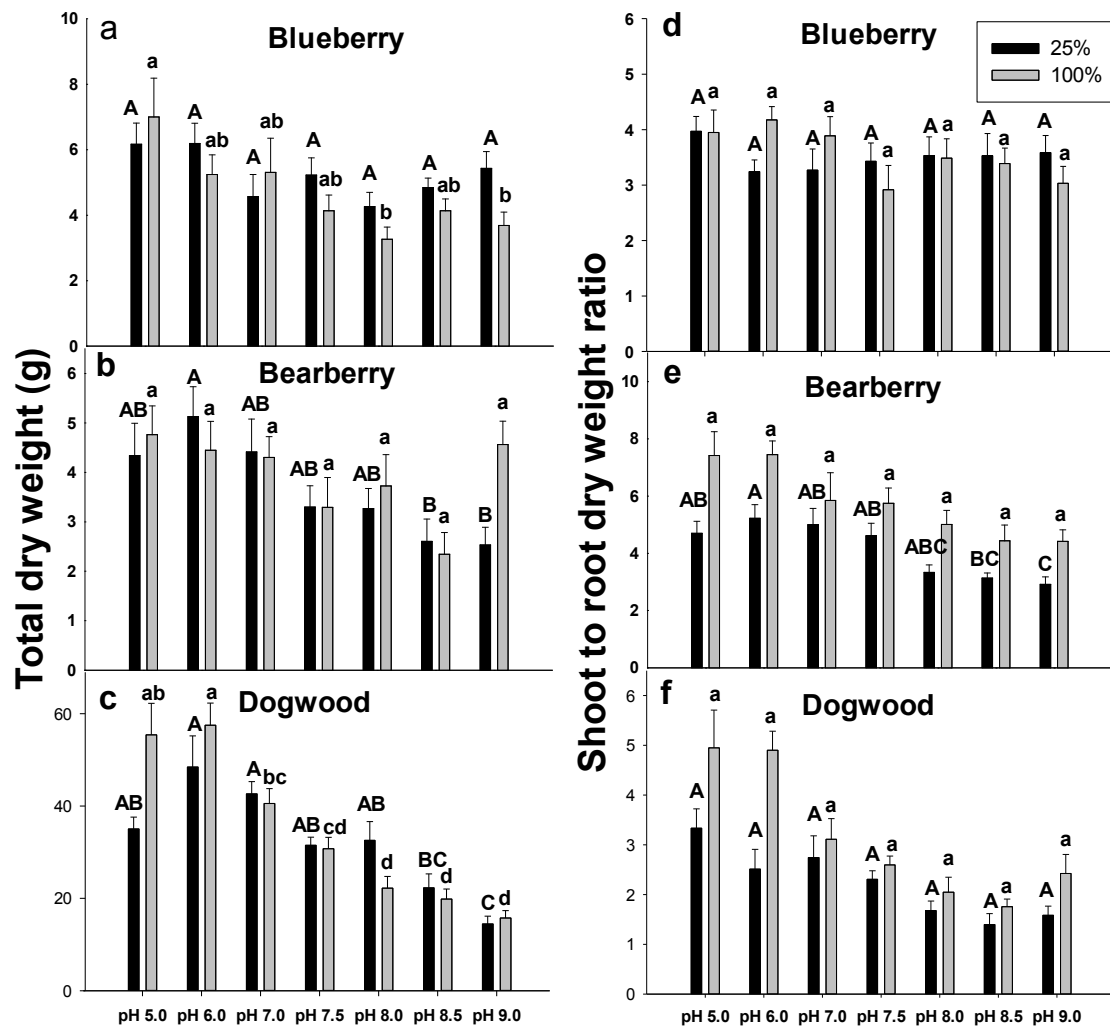 a
Blueberry
10
8
6
4
2
0
A a A ab A ab A ab A b A ab A b
b
Bearberry
6
5
4
3
2
1
0
AB a A a AB a AB a AB a B a B a
c
Dogwood
60
40
20
0
AB ab A a A bc AB cd AB d BC d C d
pH 5.0 pH 6.0 pH 7.0 pH 7.5 pH 8.0 pH 8.5 pH 9.0
Total dry weight (g)
d
Blueberry
25%
100%
6
5
4
3
2
1
0
A a A a A a A a A a A a A a
e
Bearberry
10
8
6
4
2
0
AB a A a AB a AB a ABC a BC a C a
f
Dogwood
6
5
4
3
2
1
0
A a A a A a A a A a A a A a
pH 5.0 pH 6.0 pH 7.0 pH 7.5 pH 8.0 pH 8.5 pH 9.0
Shoot to root dry weight ratio